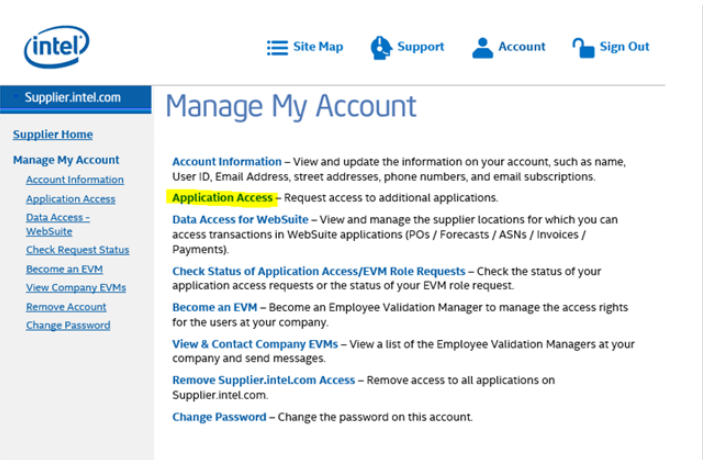 intel
Site Map
Support
Account
Sign Out
Supplier.intel.com
Manage My Account
Supplier Home
Manage My Account
Account Information
Application Access
Data Access -
WebSuite
Check Request Status
Become an EVM
View Company EVMs
Remove Account
Change Password
Account Information – View and update the information on your account, such as name,
User ID, Email Address, street addresses, phone numbers, and email subscriptions.
Application Access – Request access to additional applications.
Data Access for WebSuite – View and manage the supplier locations for which you can
access transactions in WebSuite applications (POs / Forecasts / ASNs / Invoices /
Payments).
Check Status of Application Access/EVM Role Requests – Check the status of your
application access requests or the status of your EVM role request.
Become an EVM – Become an Employee Validation Manager to manage the access rights
for the users at your company.
View & Contact Company EVMs – View a list of the Employee Validation Managers at your
company and send messages.
Remove Supplier.intel.com Access – Remove access to all applications on
Supplier.intel.com.
Change Password – Change the password on this account.